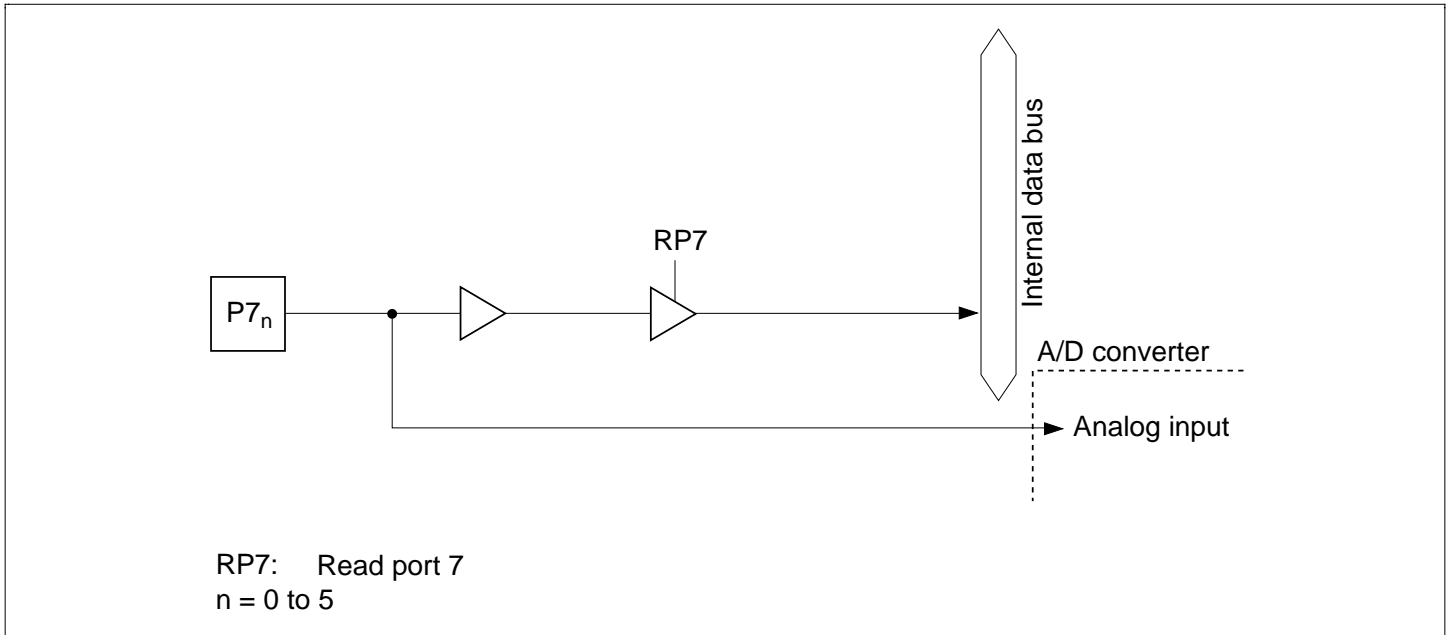 RP7
P7n
Internal data bus
A/D converter
Analog input
RP7: Read port 7
n = 0 to 5